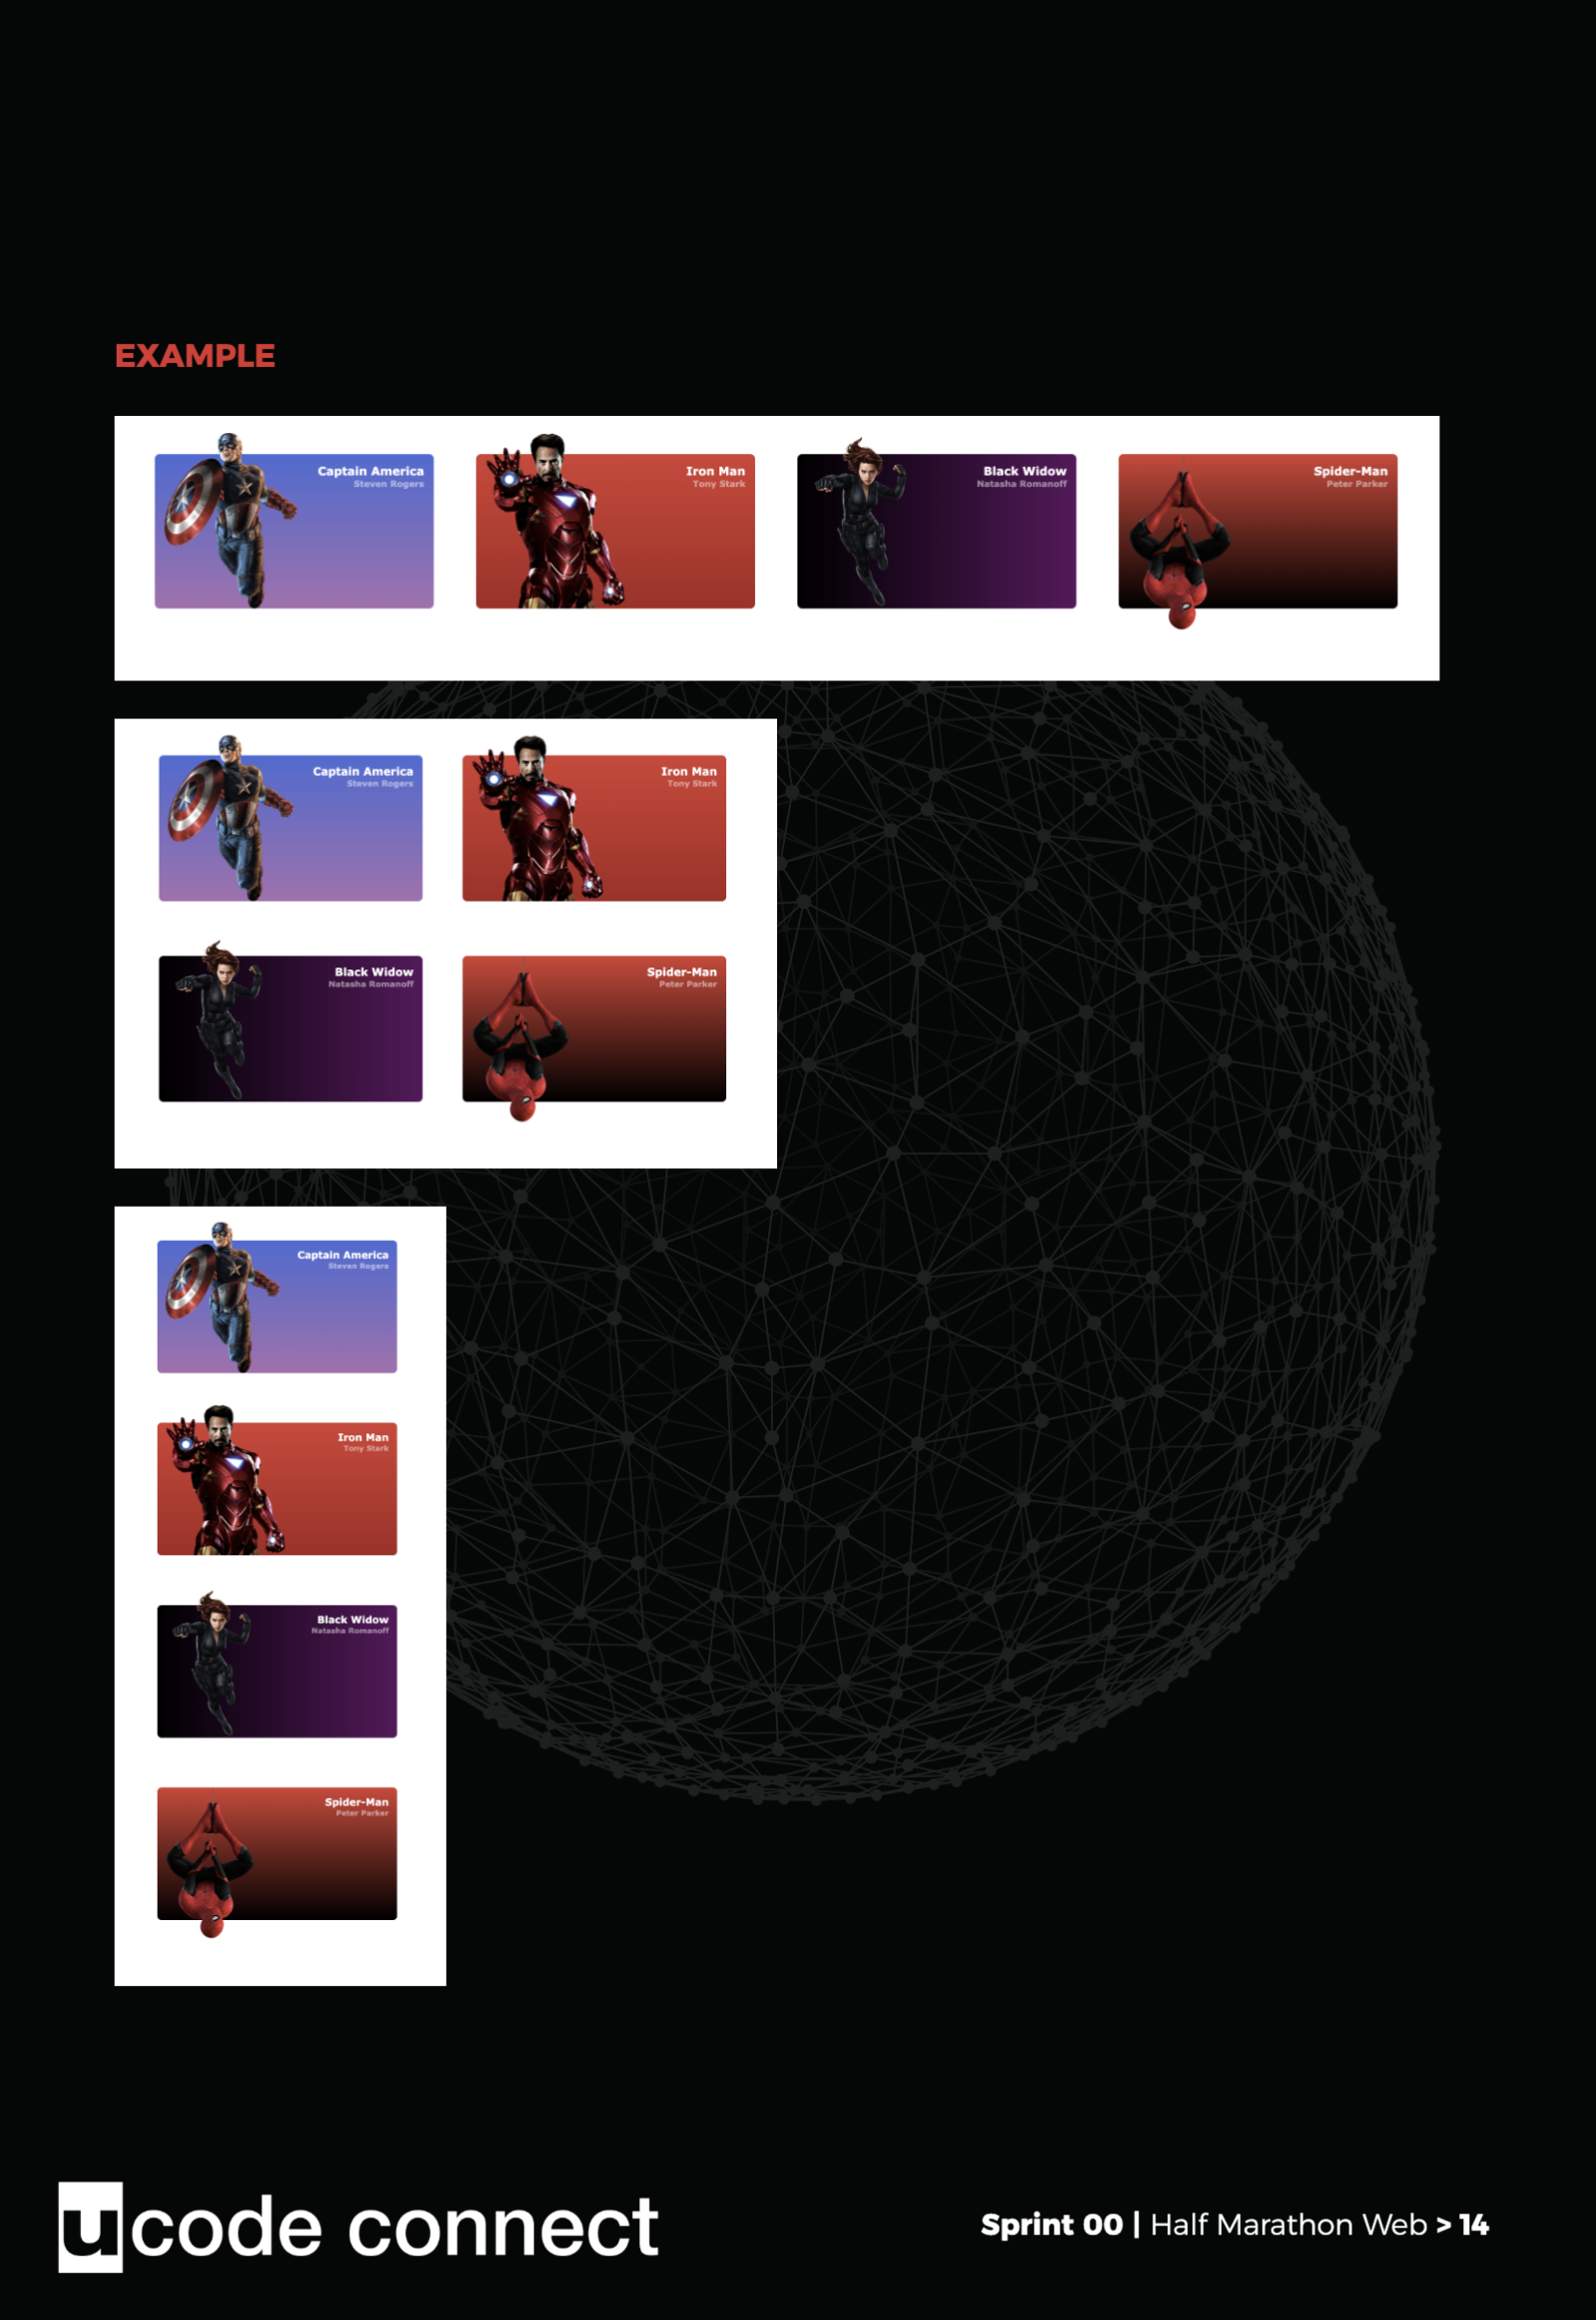 EXAMPLE
Captain America
Steven Rogers
Iron Man
Tony Stark
Black Widow
Natasha Romanoff
Spider-Man
Peter Parker
Captain America
Steven Rogers
Iron Man
Tony Stark
Black Widow
Natasha Romanoff
Spider-Man
Peter Parker
Captain America
Steven Rogers
Iron Man
Tony Stark
Black Widow
Natasha Romanoff
Spider-Man
Peter Parker
ucode connect
Sprint 00 | Half Marathon Web > 14